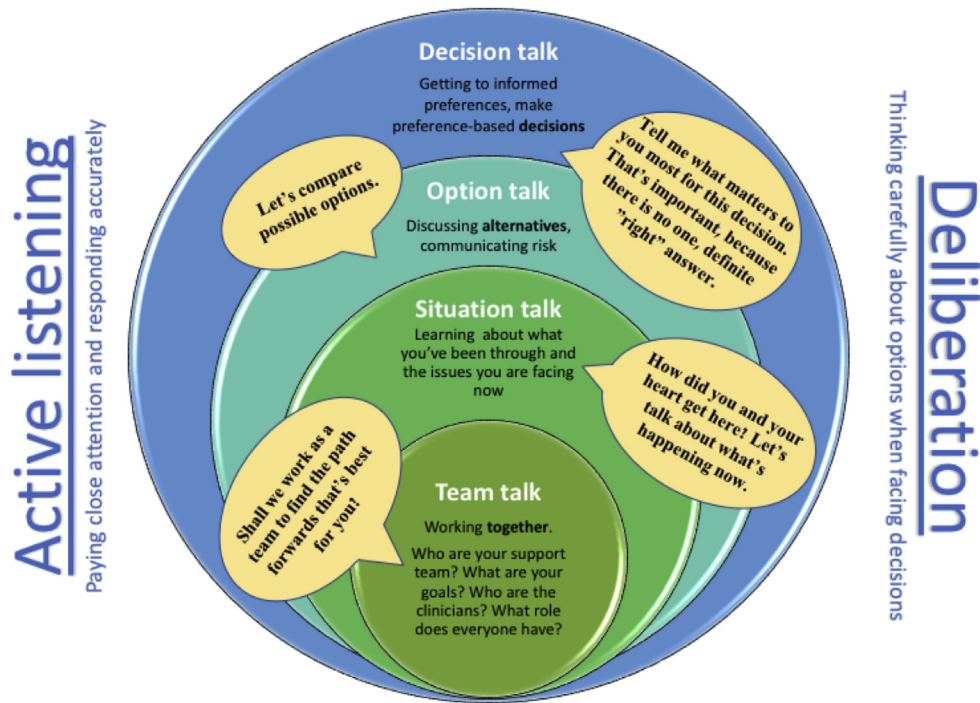 Active listening
Paying close attention and responding accurately
Decision talk
Getting to informed
preferences, make
preference-based decisions
Let's compare
possible options.
Tell me what matters to
you most for this decision.
That's important, because
there is no one, definite
"right" answer.
Option talk
Discussing alternatives,
communicating risk
Situation talk
Learning about what
you've been through and
the issues you are facing
now
How did you and your
heart get here! Let's
talk about what's
happening now.
Shall we work as a
team to find the path
forwards that's best
for you!
Team talk
Working together.
Who are your support
team? What are your
goals? Who are the
clinicians? What role
does everyone have?
Deliberation
Thinking carefully about options when facing decisions